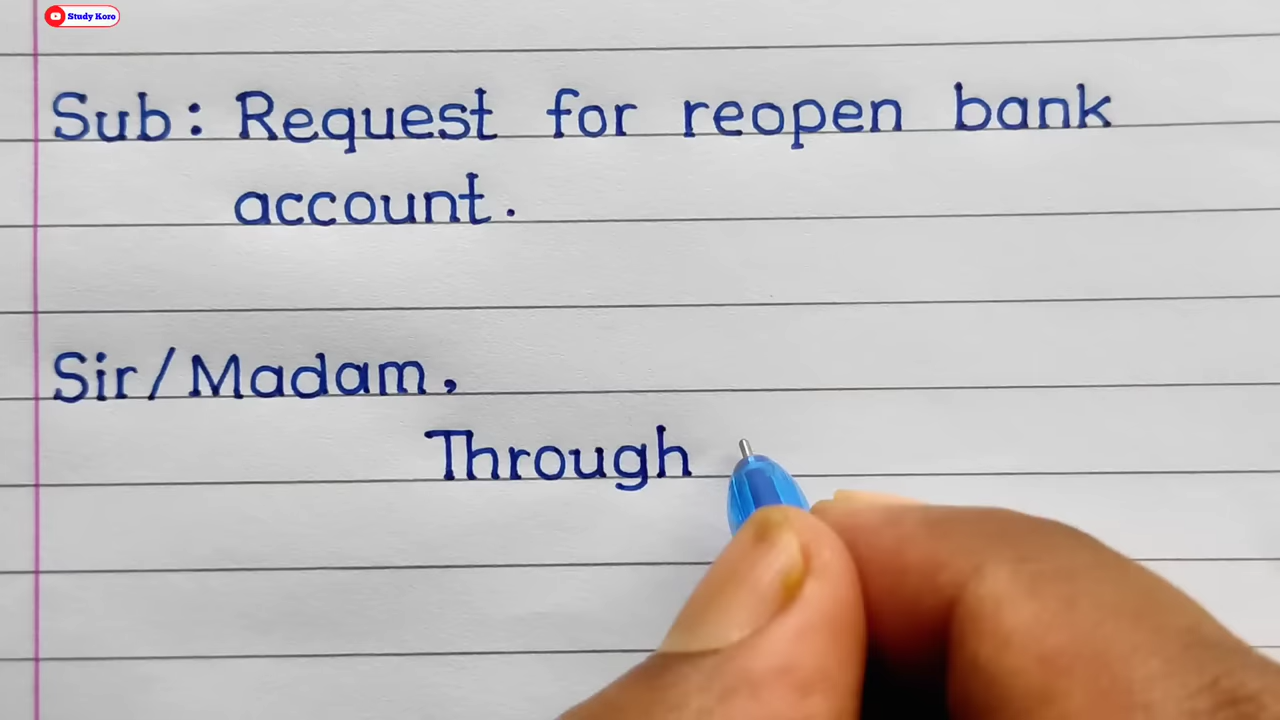 Study Koro
Sub: Request for reopen bank
account.
Sir/Madam,
Through